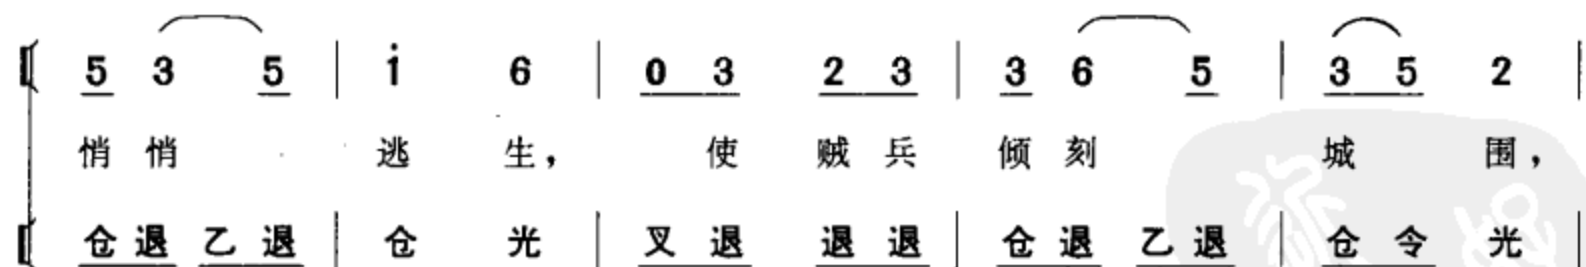 5 3 5 | i 6 | 0 3 2 3 | 3 6 5 | 3 5 2 |
悄悄 逃 生， 使 贼兵 倾刻 城 围，
仓退 乙退 | 仓 光 | 叉退 退退 | 仓退 乙退 | 仓令 光 |